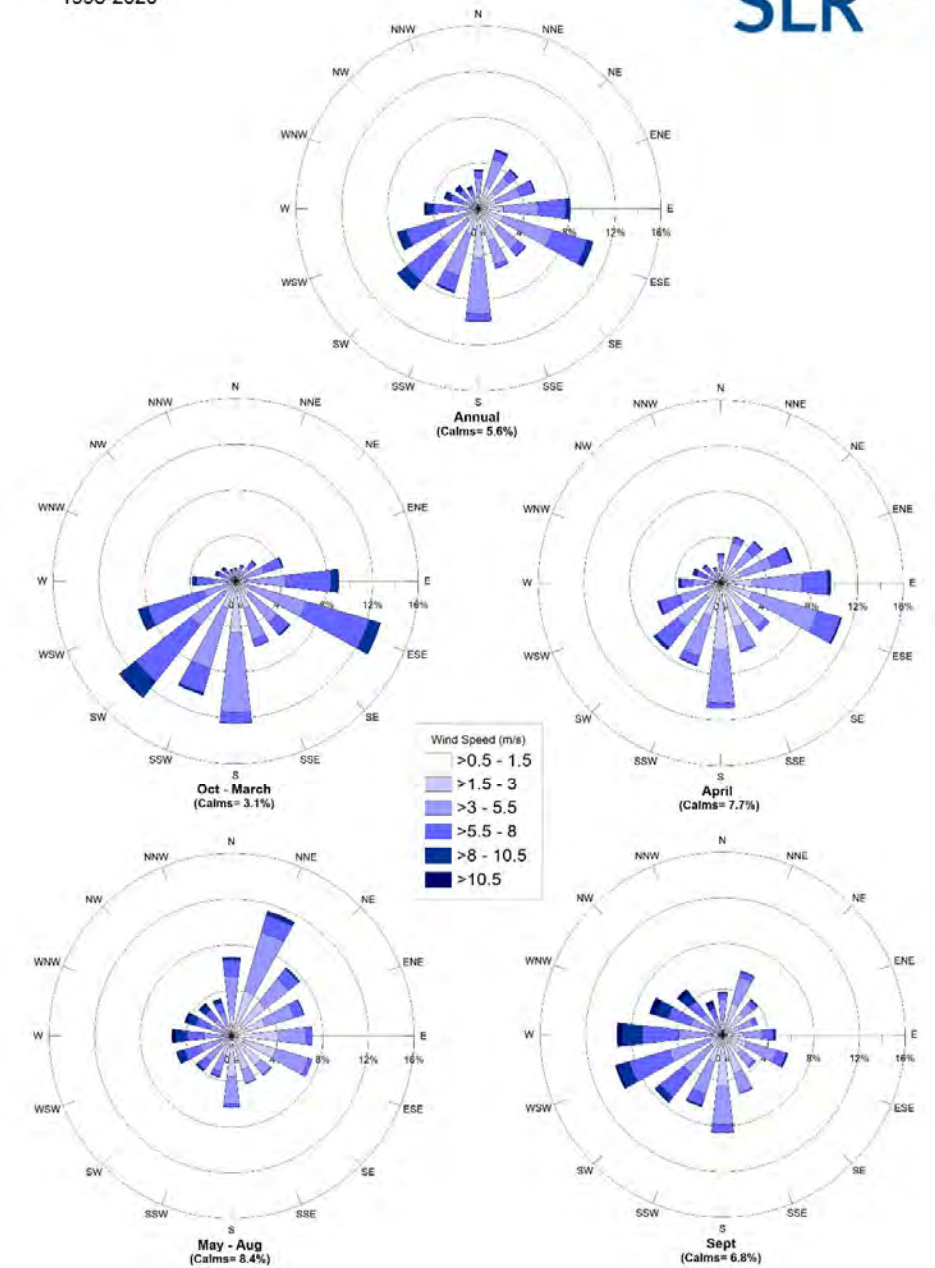 SLR
N
NNW NNE
NW NE
WNW ENE
W E
8% 12% 16%
WSW ESE
SW SE
SSW SSE
S
Annual
(Calms= 5.6%)
N
NNW NNE
NW NE
WNW ENE
W E
8% 12% 16%
WSW ESE
SW SE
SSW SSE
S
Oct - March
(Calms= 3.1%)
N
NNW NNE
NW NE
WNW ENE
W E
8% 12% 16%
WSW ESE
SW SE
SSW SSE
S
April
(Calms= 7.7%)
Wind Speed (m/s)
>0.5 - 1.5
>1.5 - 3
>3 - 5.5
>5.5 - 8
>8 - 10.5
>10.5
N
NNW NNE
NW NE
WNW ENE
W E
8% 12% 16%
WSW ESE
SW SE
SSW SSE
S
May - Aug
(Calms= 8.4%)
N
NNW NNE
NW NE
WNW ENE
W E
8% 12% 16%
WSW ESE
SW SE
SSW SSE
S
Sept
(Calms= 6.8%)